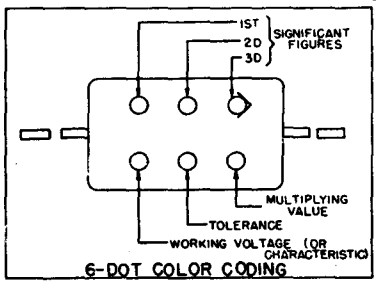 1ST
2D
3D
SIGNIFICANT
FIGURES
MULTIPLYING
VALUE
TOLERANCE
WORKING VOLTAGE (OR
CHARACTERISTIC)
6-DOT COLOR CODING